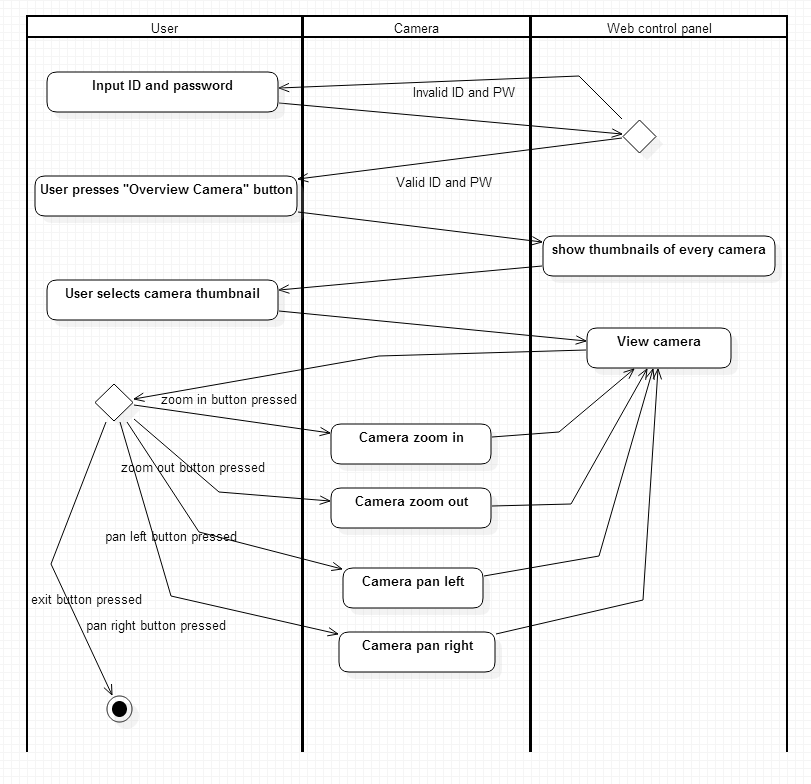 User
Camera
Web control panel
Input ID and password
Invalid ID and PW
Valid ID and PW
User presses "Overview Camera" button
show thumbnails of every camera
User selects camera thumbnail
View camera
zoom in button pressed
Camera zoom in
zoom out button pressed
Camera zoom out
pan left button pressed
Camera pan left
exit button pressed
pan right button pressed
Camera pan right